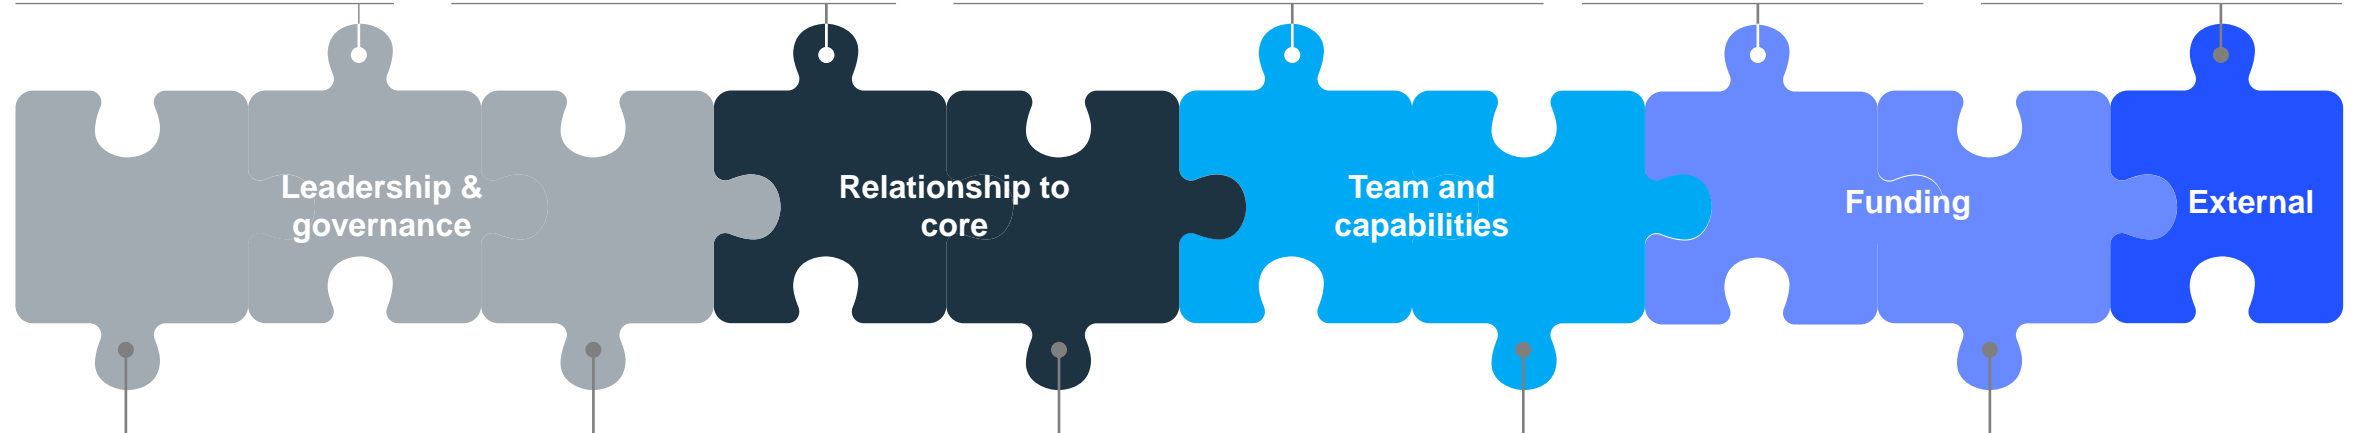 Leadership &
governance
Relationship to
core
Team and
capabilities
Funding
External